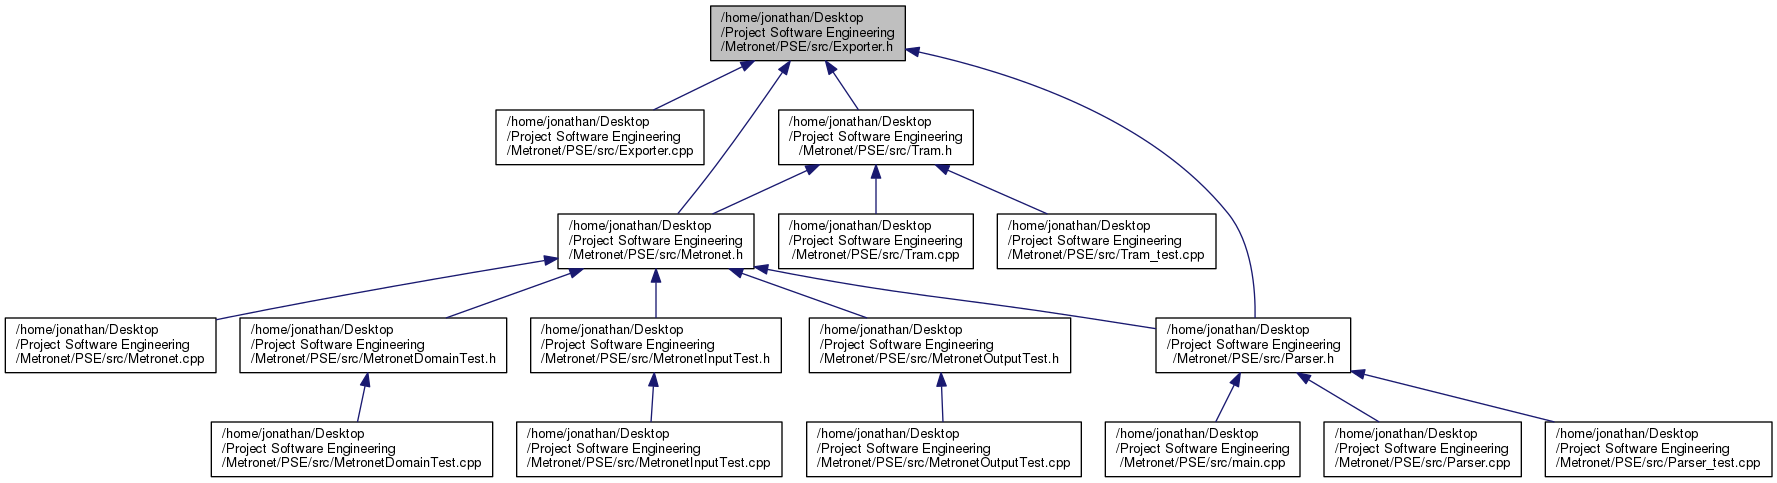 /home/jonathan/Desktop
/Project Software Engineering
/Metronet/PSE/src/Exporter.h
/home/jonathan/Desktop
/Project Software Engineering
/Metronet/PSE/src/Exporter.cpp
/home/jonathan/Desktop
/Project Software Engineering
/Metronet/PSE/src/Tram.h
/home/jonathan/Desktop
/Project Software Engineering
/Metronet/PSE/src/Metronet.h
/home/jonathan/Desktop
/Project Software Engineering
/Metronet/PSE/src/Tram.cpp
/home/jonathan/Desktop
/Project Software Engineering
/Metronet/PSE/src/Tram_test.cpp
/home/jonathan/Desktop
/Project Software Engineering
/Metronet/PSE/src/Metronet.cpp
/home/jonathan/Desktop
/Project Software Engineering
/Metronet/PSE/src/MetronetDomainTest.h
/home/jonathan/Desktop
/Project Software Engineering
/Metronet/PSE/src/MetronetInputTest.h
/home/jonathan/Desktop
/Project Software Engineering
/Metronet/PSE/src/MetronetOutputTest.h
/home/jonathan/Desktop
/Project Software Engineering
/Metronet/PSE/src/Parser.h
/home/jonathan/Desktop
/Project Software Engineering
/Metronet/PSE/src/MetronetDomainTest.cpp
/home/jonathan/Desktop
/Project Software Engineering
/Metronet/PSE/src/MetronetInputTest.cpp
/home/jonathan/Desktop
/Project Software Engineering
/Metronet/PSE/src/MetronetOutputTest.cpp
/home/jonathan/Desktop
/Project Software Engineering
/Metronet/PSE/src/main.cpp
/home/jonathan/Desktop
/Project Software Engineering
/Metronet/PSE/src/Parser.cpp
/home/jonathan/Desktop
/Project Software Engineering
/Metronet/PSE/src/Parser_test.cpp